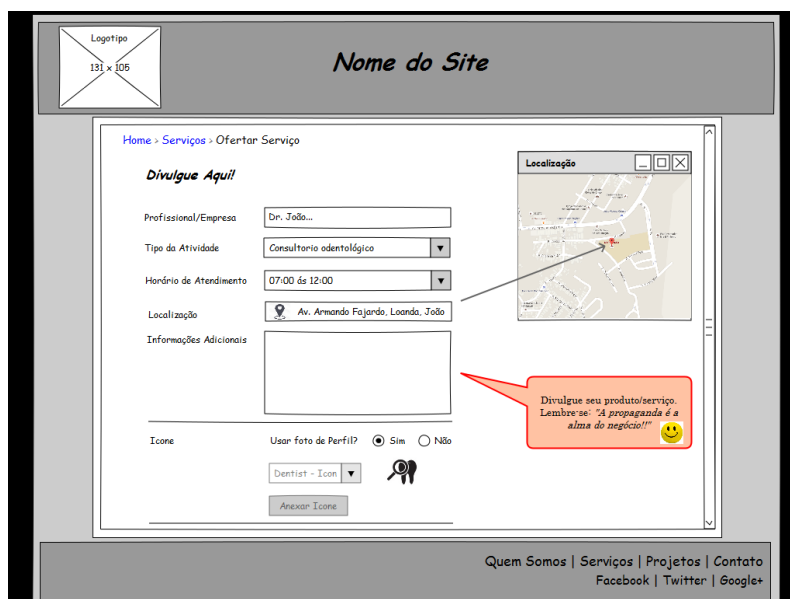 Logotipo
131 x 105
Nome do Site
Home > Serviços > Ofertar Serviço
Divulgue Aqui!
Profissional/Empresa
Dr. João...
Tipo da Atividade
Consultorio odentológico
Horário de Atendimento
07:00 ás 12:00
Localização
Av. Armando Fajardo, Loanda, João
Informações Adicionais
Icone
Usar foto de Perfil?
Sim
Não
Dentist - Icon
Anexar Icone
Localização
Divulgue seu produto/serviço.
Lembre-se: "A propaganda é a
alma do negócio!!"
Quem Somos | Serviços | Projetos | Contato
Facebook | Twitter | Google+